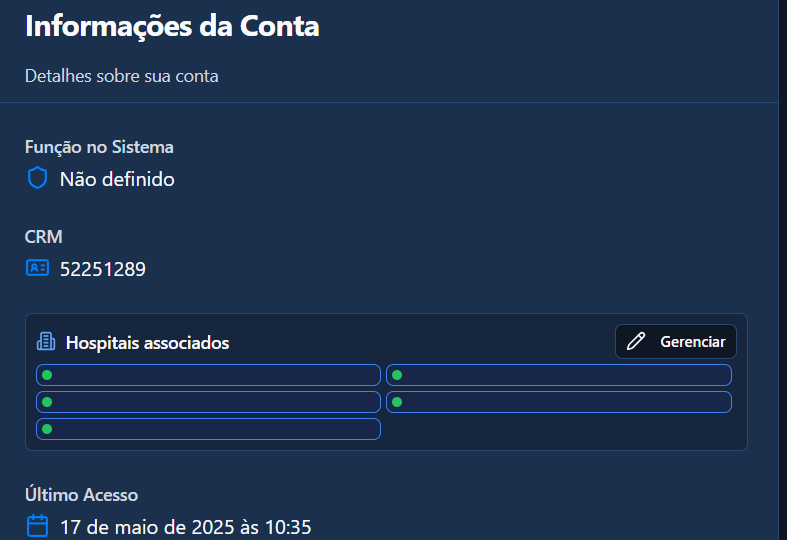 Informações da Conta
Detalhes sobre sua conta
Função no Sistema
Não definido
CRM
52251289
Hospitais associados
Gerenciar
Último Acesso
17 de maio de 2025 às 10:35